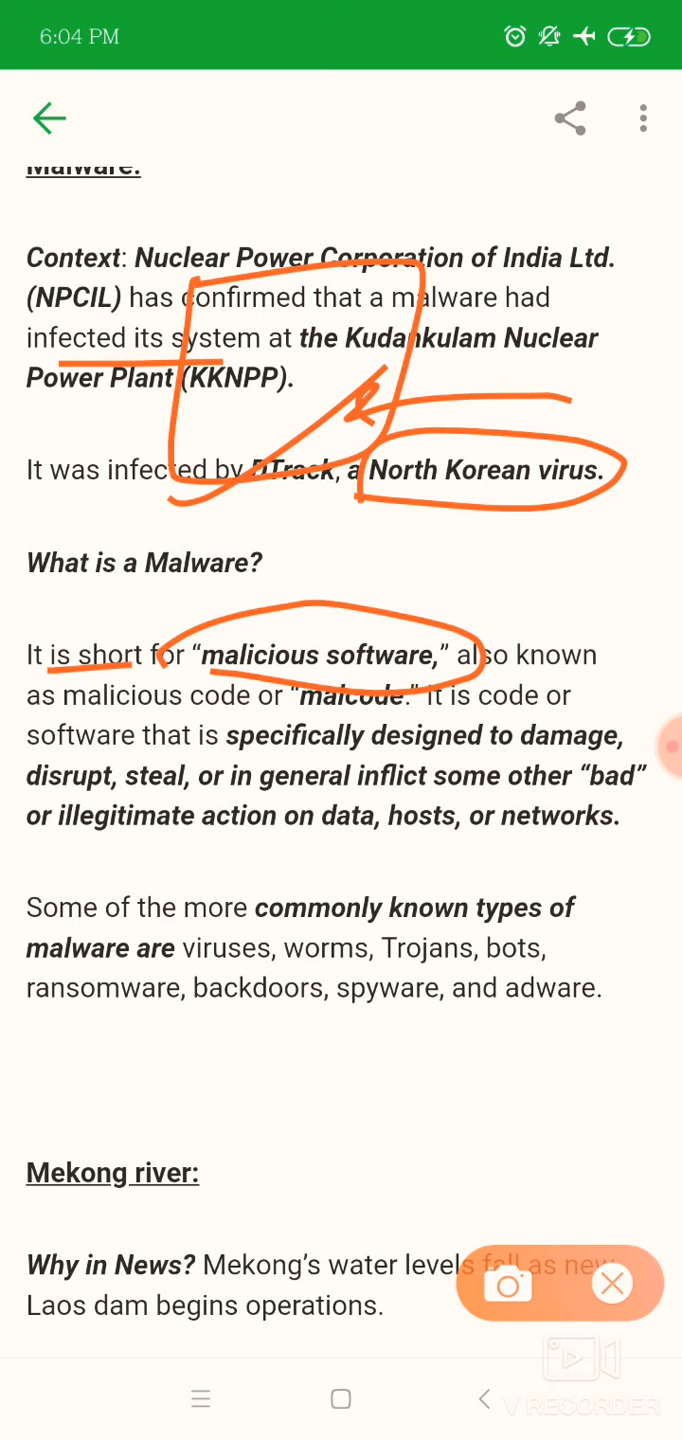 6:04 PM
Malware:
Context: Nuclear Power Corporation of India Ltd.
(NPCIL) has confirmed that a malware had
infected its system at the Kudankulam Nuclear
Power Plant (KKNPP).
It was infected by DTrack, a North Korean virus.
What is a Malware?
It is short for “malicious software,” also known
as malicious code or “malcode.” It is code or
software that is specifically designed to damage,
disrupt, steal, or in general inflict some other “bad”
or illegitimate action on data, hosts, or networks.
Some of the more commonly known types of
malware are viruses, worms, Trojans, bots,
ransomware, backdoors, spyware, and adware.
Mekong river:
Why in News? Mekong’s water levels fall as new
Laos dam begins operations.
V RECORDER